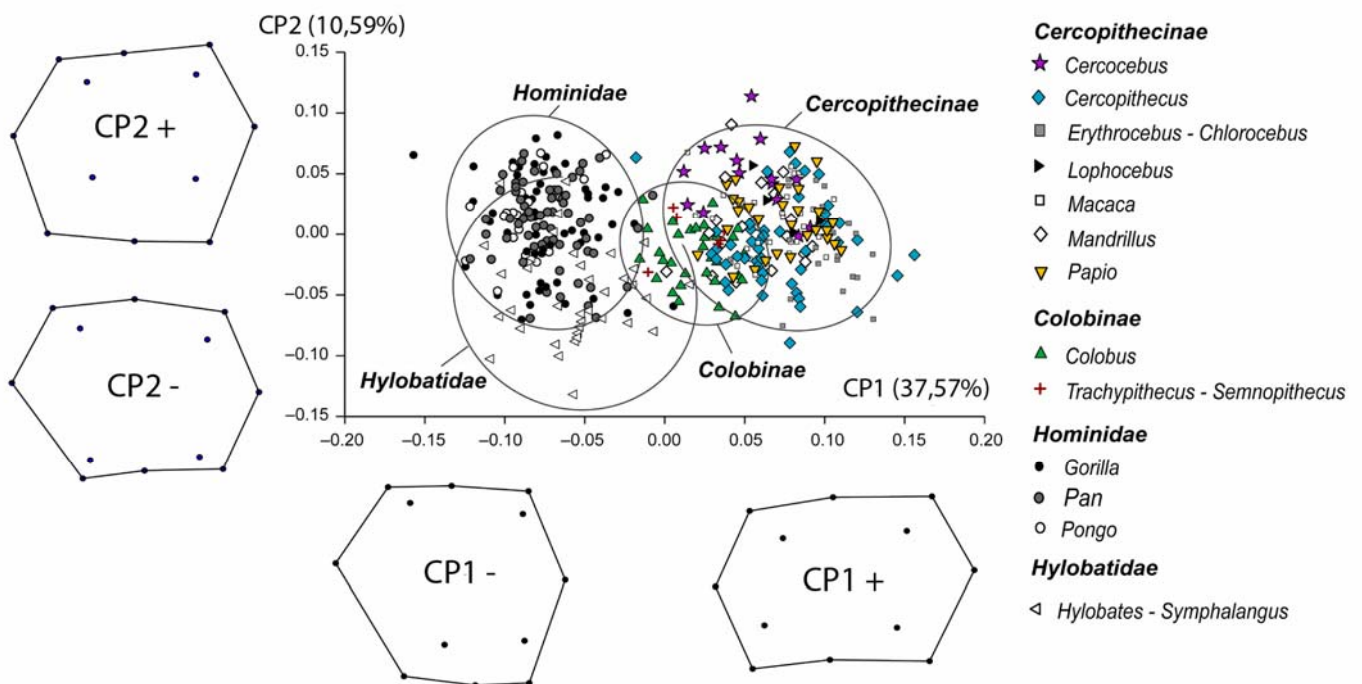 CP2 (10,59%)
0.15
0.10
0.05
0.00
−0.05
−0.10
−0.15
−0.20
−0.15
−0.10
−0.05
0.00
0.05
0.10
0.15
0.20
CP1 (37,57%)
Hominidae
Cercopithecinae
Hylobatidae
Colobinae
CP2 +
CP2 -
CP1 -
CP1 +
Cercopithecinae
Cercocebus
Cercopithecus
Erythrocebus - Chlorocebus
Lophocebus
Macaca
Mandrillus
Papio
Colobinae
Colobus
Trachypithecus - Semnopithecus
Hominidae
Gorilla
Pan
Pongo
Hylobatidae
Hylobates - Symphalangus